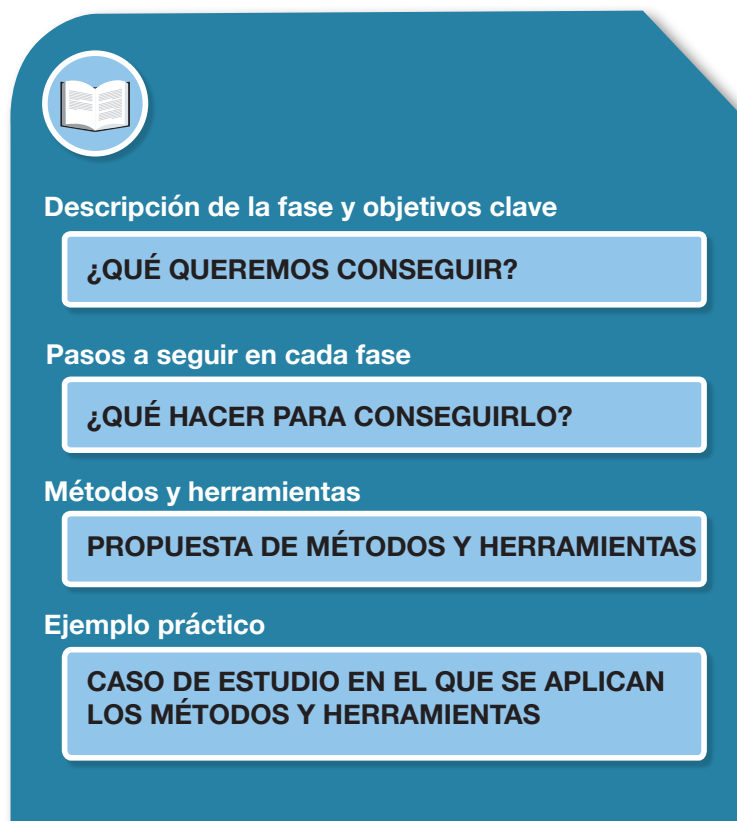 Descripción de la fase y objetivos clave
¿QUÉ QUEREMOS CONSEGUIR?
Pasos a seguir en cada fase
¿QUÉ HACER PARA CONSEGUIRLO?
Métodos y herramientas
PROPUESTA DE MÉTODOS Y HERRAMIENTAS
Ejemplo práctico
CASO DE ESTUDIO EN EL QUE SE APLICAN
LOS MÉTODOS Y HERRAMIENTAS